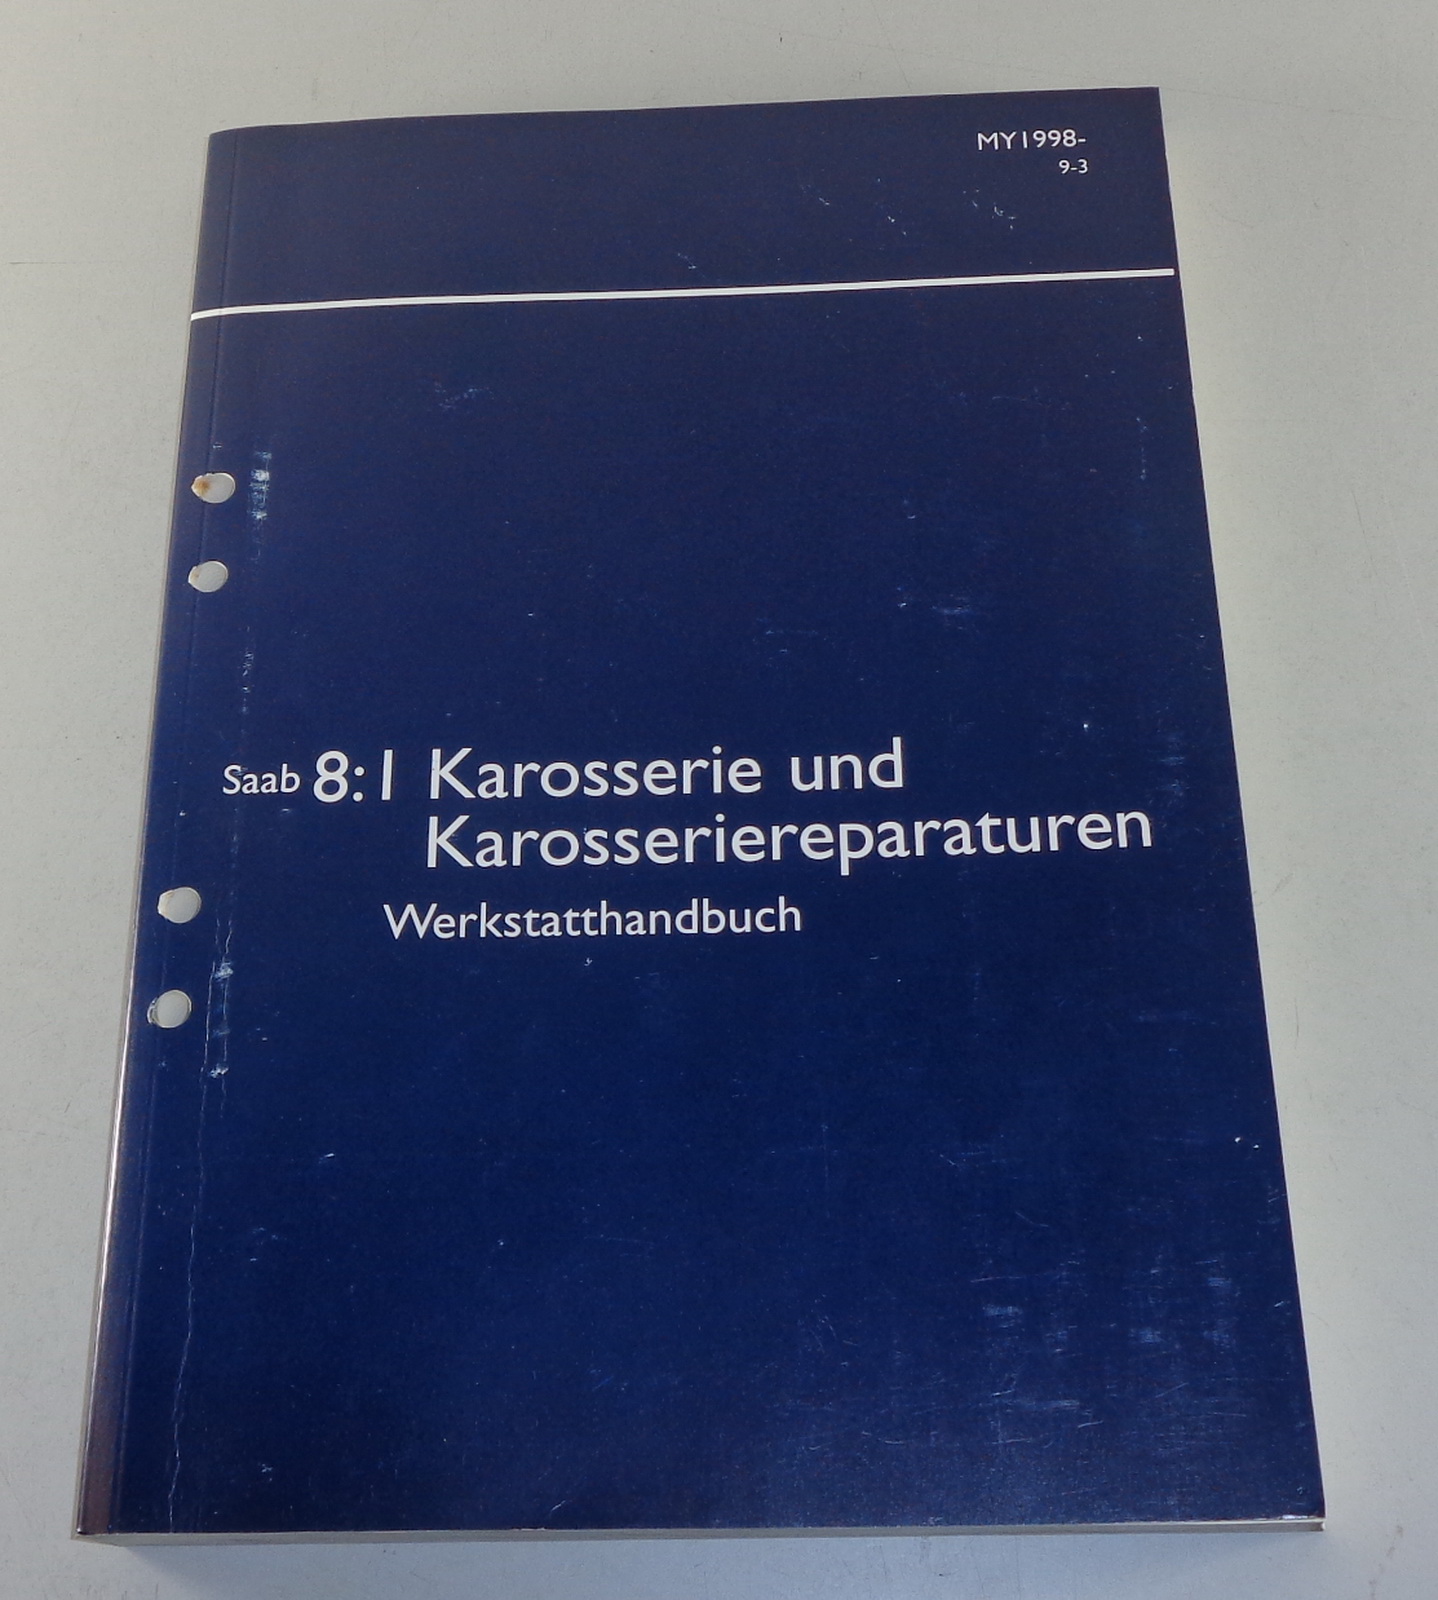 MY1998-
9-3
Saab 8:1 Karosserie und
Karosseriereparaturen
Werkstatthandbuch